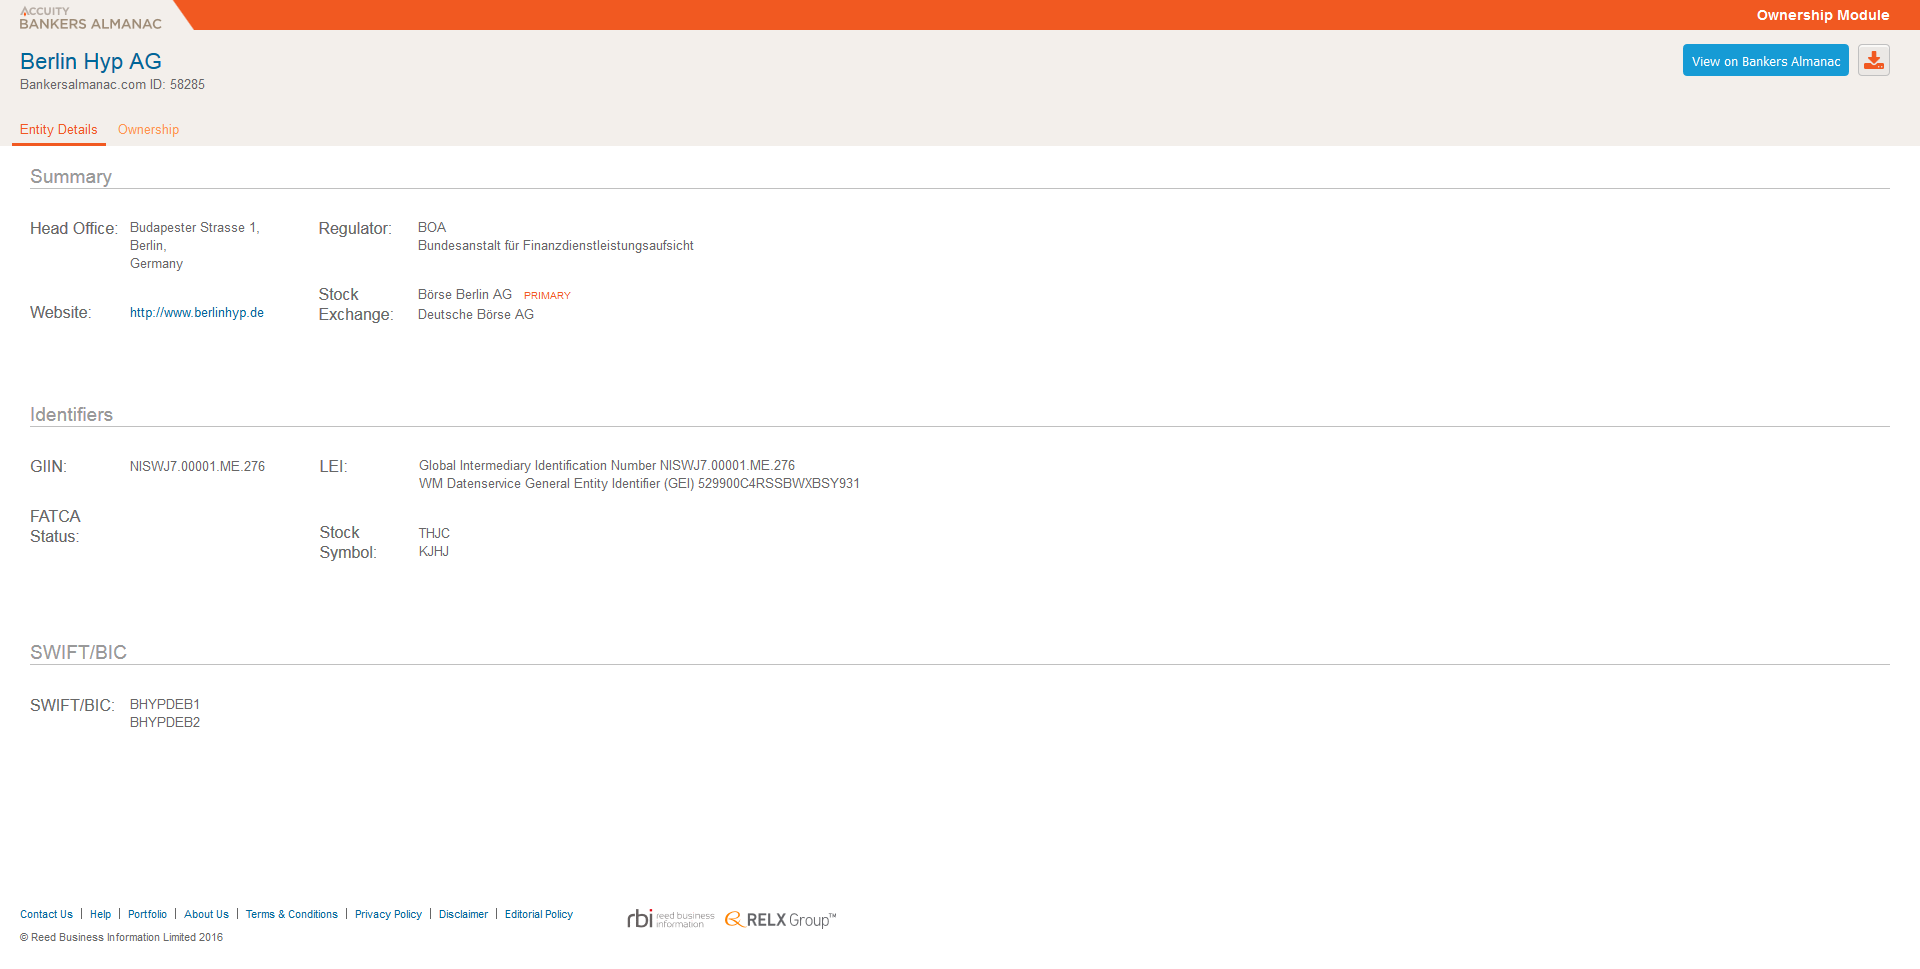 ACCUITY
BANKERS ALMANAC
Ownership Module
Berlin Hyp AG
Bankersalmanac.com ID: 58285
View on Bankers Almanac
Entity Details
Ownership
Summary
Head Office:
Budapester Strasse 1,
Berlin,
Germany
Regulator:
BOA
Bundesanstalt für Finanzdienstleistungsaufsicht
Website:
http://www.berlinhyp.de
Stock
Exchange:
Börse Berlin AG PRIMARY
Deutsche Börse AG
Identifiers
GIIN:
NISWJ7.00001.ME.276
LEI:
Global Intermediary Identification Number NISWJ7.00001.ME.276
WM Datenservice General Entity Identifier (GEI) 529900C4RSSBWXBSY931
FATCA
Status:
Stock
Symbol:
THJC
KJHJ
SWIFT/BIC
SWIFT/BIC:
BHYPDEB1
BHYPDEB2
Contact Us | Help | Portfolio | About Us | Terms & Conditions | Privacy Policy | Disclaimer | Editorial Policy
© Reed Business Information Limited 2016
rbi reed business
information
RELX Group™